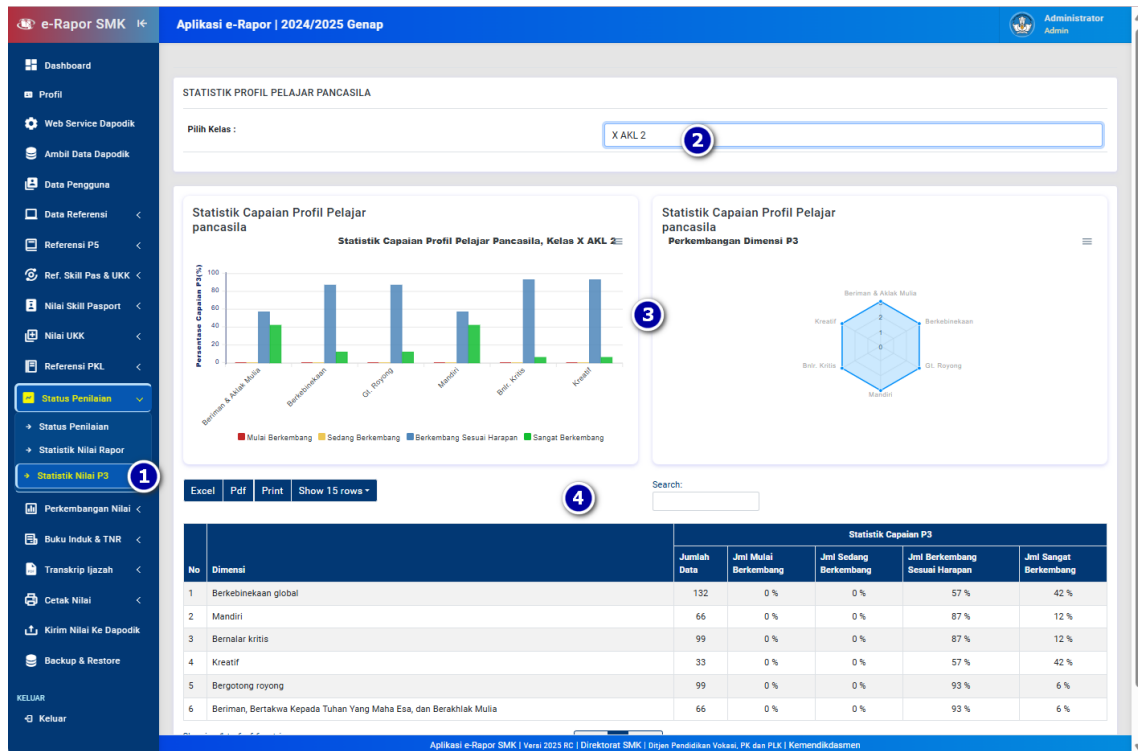 e-Rapor SMK
Aplikasi e-Rapor | 2024/2025 Genap
Administrator
Admin
Dashboard
Profil
Web Service Dapodik
Ambil Data Dapodik
Data Pengguna
Data Referensi
Referensi P5
Ref. Skill Pas & UKK
Nilai Skill Pasport
Nilai UKK
Referensi PKL
Status Penilaian
Status Penilaian
Statistik Nilai Rapor
Statistik Nilai P3
1
Perkembangan Nilai
Buku Induk & TNR
Transkrip Ijazah
Cetak Nilai
Kirim Nilai Ke Dapodik
Backup & Restore
KELUAR
Keluar
STATISTIK PROFIL PELAJAR PANCASILA
Pilih Kelas :
X AKL 2
2
Statistik Capaian Profil Pelajar
pancasila
Statistik Capaian Profil Pelajar Pancasila, Kelas X AKL 2
Persentase Capaian P3(%)
100
80
60
40
20
0
Beriman & Aklak Mulia
Berkebinekaan
Gt. Royong
Mandiri
Bnlr. Kritis
Kreatif
Mulai Berkembang
Sedang Berkembang
Berkembang Sesuai Harapan
Sangat Berkembang
3
Statistik Capaian Profil Pelajar
pancasila
Perkembangan Dimensi P3
Beriman & Aklak Mulia
Kreatif
Berkebinekaan
2
1
0
Bnlr. Kritis
Gt. Royong
Mandiri
Excel Pdf Print Show 15 rows
4
Search:
Statistik Capaian P3
No Dimensi Jumlah Data Jml Mulai Berkembang Jml Sedang Berkembang Jml Berkembang Sesuai Harapan Jml Sangat Berkembang
1 Berkebinekaan global 132 0 % 0 % 57 % 42 %
2 Mandiri 66 0 % 0 % 87 % 12 %
3 Bernalar kritis 99 0 % 0 % 87 % 12 %
4 Kreatif 33 0 % 0 % 57 % 42 %
5 Bergotong royong 99 0 % 0 % 93 % 6 %
6 Beriman, Bertakwa Kepada Tuhan Yang Maha Esa, dan Berakhlak Mulia 66 0 % 0 % 93 % 6 %
Aplikasi e-Rapor SMK | Versi 2025 RC | Direktorat SMK | Ditjen Pendidikan Vokasi, PK dan PLK | Kemendikdasmen